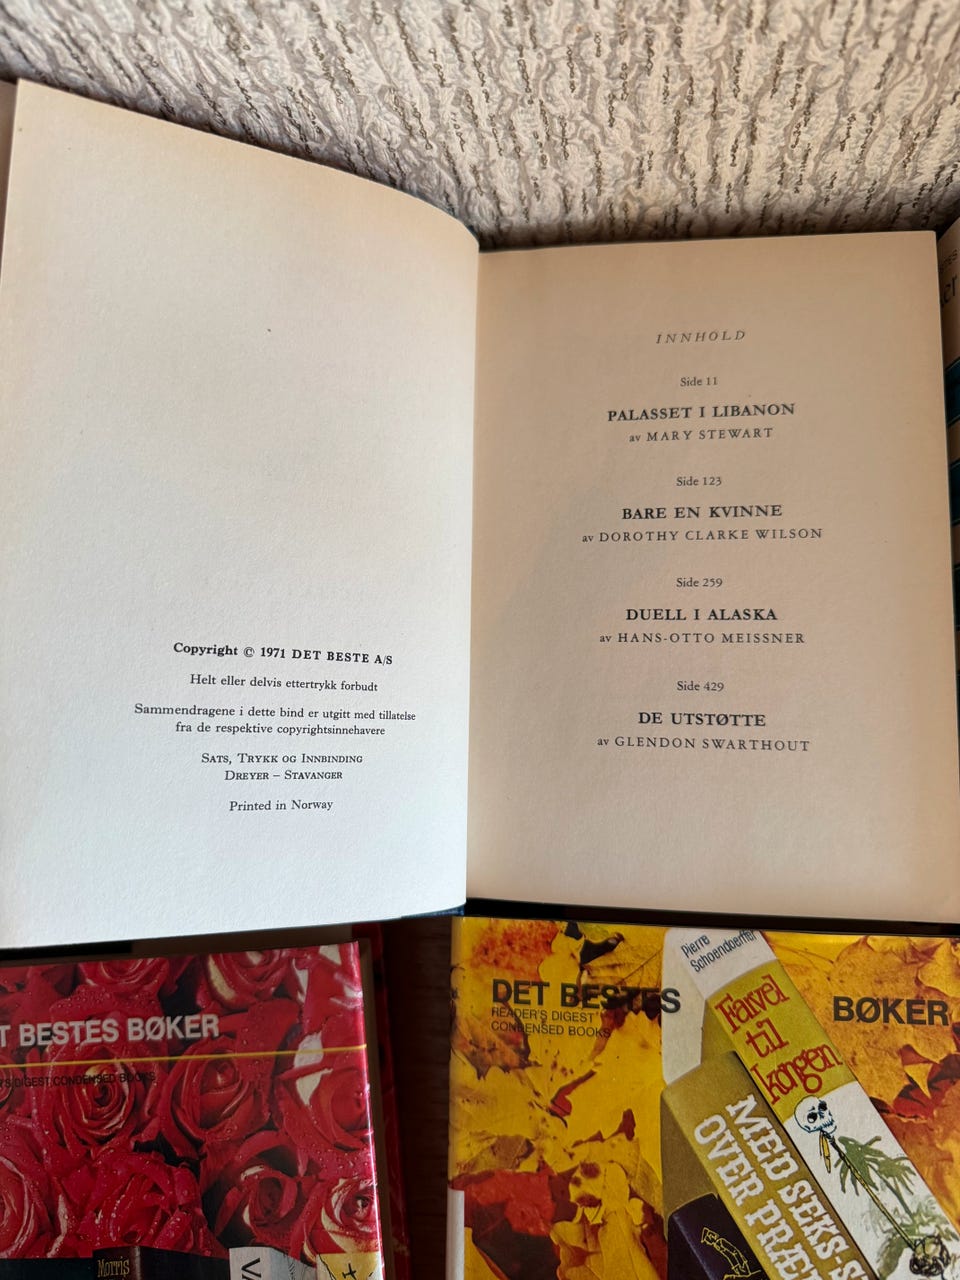 Copyright © 1971 DET BESTE A/S
Helt eller delvis ettertrykk forbudt
Sammendragene i dette bind er utgitt med tillatelse
fra de respektive copyrightsinnehavere
SATS, TRYKK OG INNBINDING
DREYER – STAVANGER
Printed in Norway
INNHOLD
Side 11
PALASSET I LIBANON
av MARY STEWART
Side 123
BARE EN KVINNE
av DOROTHY CLARKE WILSON
Side 259
DUELL I ALASKA
av HANS-OTTO MEISSNER
Side 429
DE UTSTØTTE
av GLENDON SWARTHOUT
T BESTES BØKER
'S DIGEST CONDENSED BOOKS
Morris
DET BESTES BØKER
READER'S DIGEST
CONDENSED BOOKS
Pierre
Schoendoerffer
Farvel
til
kongen
MED SEKS-
OVER PRÆ